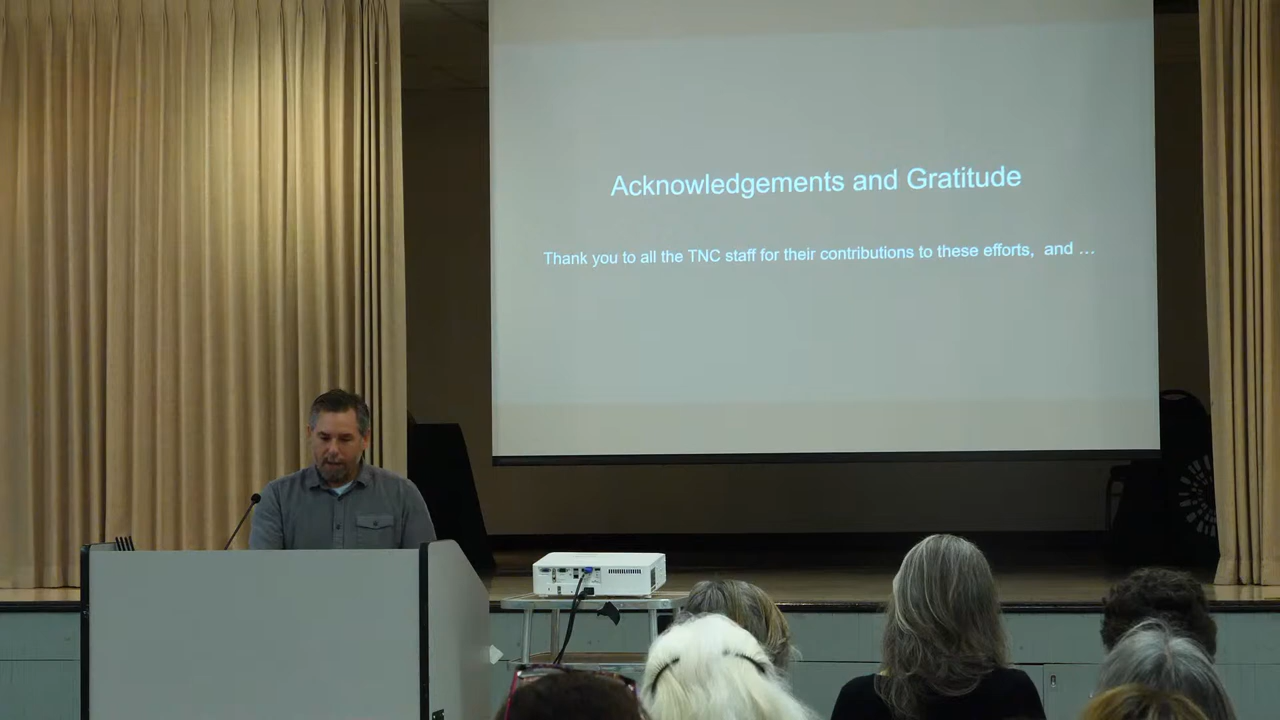 Acknowledgements and Gratitude
Thank you to all the TNC staff for their contributions to these efforts,  and …